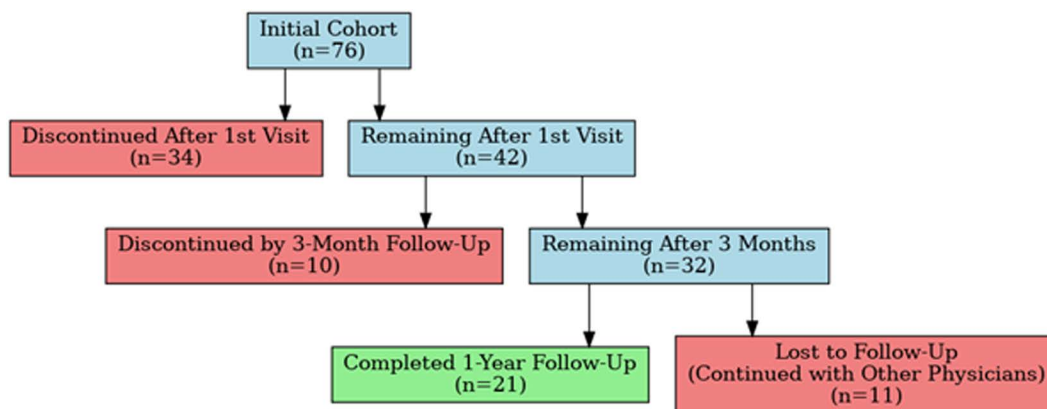 Initial Cohort
(n=76)
Discontinued After 1st Visit
(n=34)
Remaining After 1st Visit
(n=42)
Discontinued by 3-Month Follow-Up
(n=10)
Remaining After 3 Months
(n=32)
Completed 1-Year Follow-Up
(n=21)
Lost to Follow-Up
(Continued with Other Physicians)
(n=11)